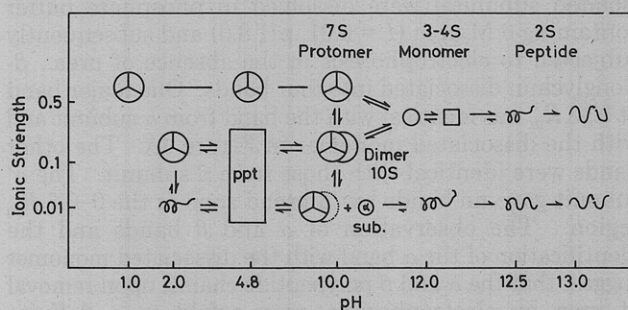 7S
Protomer
3-4S
Monomer
2S
Peptide
Ionic Strength
0.5
0.1
0.01
ppt
Dimer
10S
+
α
sub.
1.0
2.0
4.8
10.0
12.0
12.5
13.0
pH